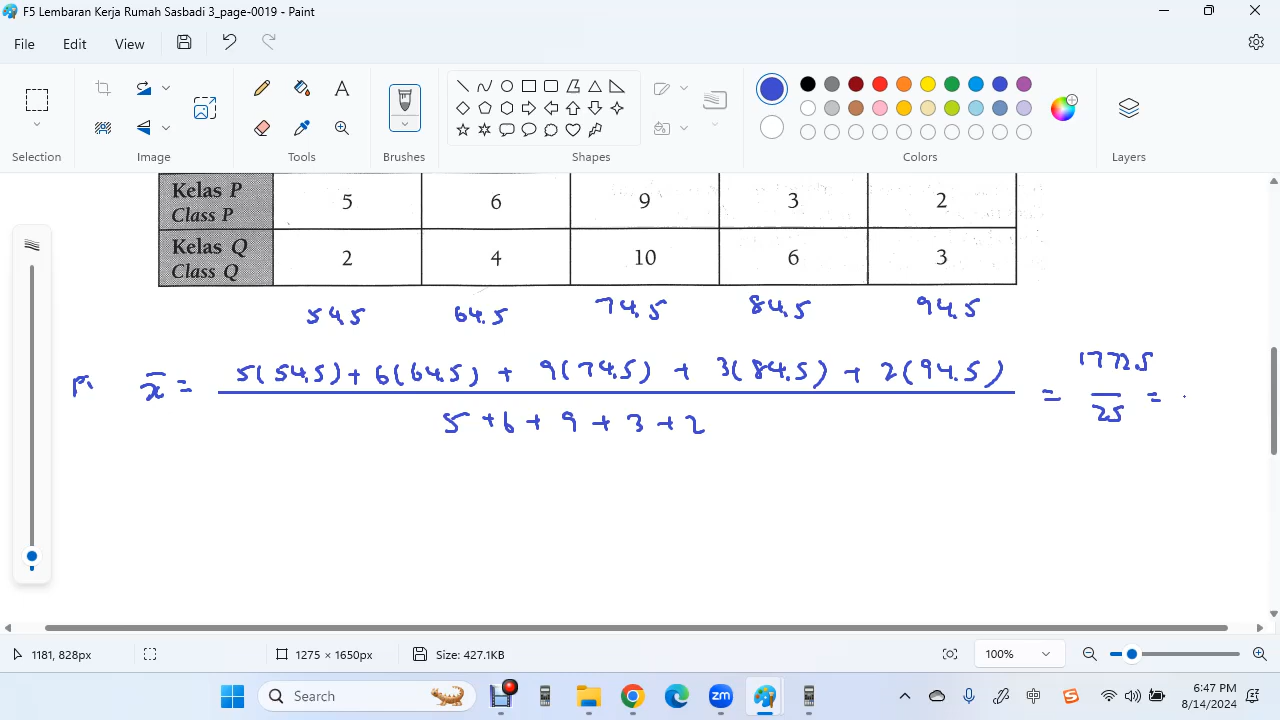 F5 Lembaran Kerja Rumah Sasbadi 3_page-0019 - Paint
File Edit View
Selection Image Tools Brushes Shapes Colors Layers
Kelas P
Class P
5 6 9 3 2
Kelas Q
Class Q
2 4 10 6 3
54.5 64.5 74.5 84.5 94.5
P, x̄ = 5(54.5) + 6(64.5) + 9(74.5) + 3(84.5) + 2(94.5) = 1772.5
5 + 6 + 9 + 3 + 2 25 =
1181, 828px 1275 × 1650px Size: 427.1KB 100%
Search zm 中 S 6:47 PM
8/14/2024